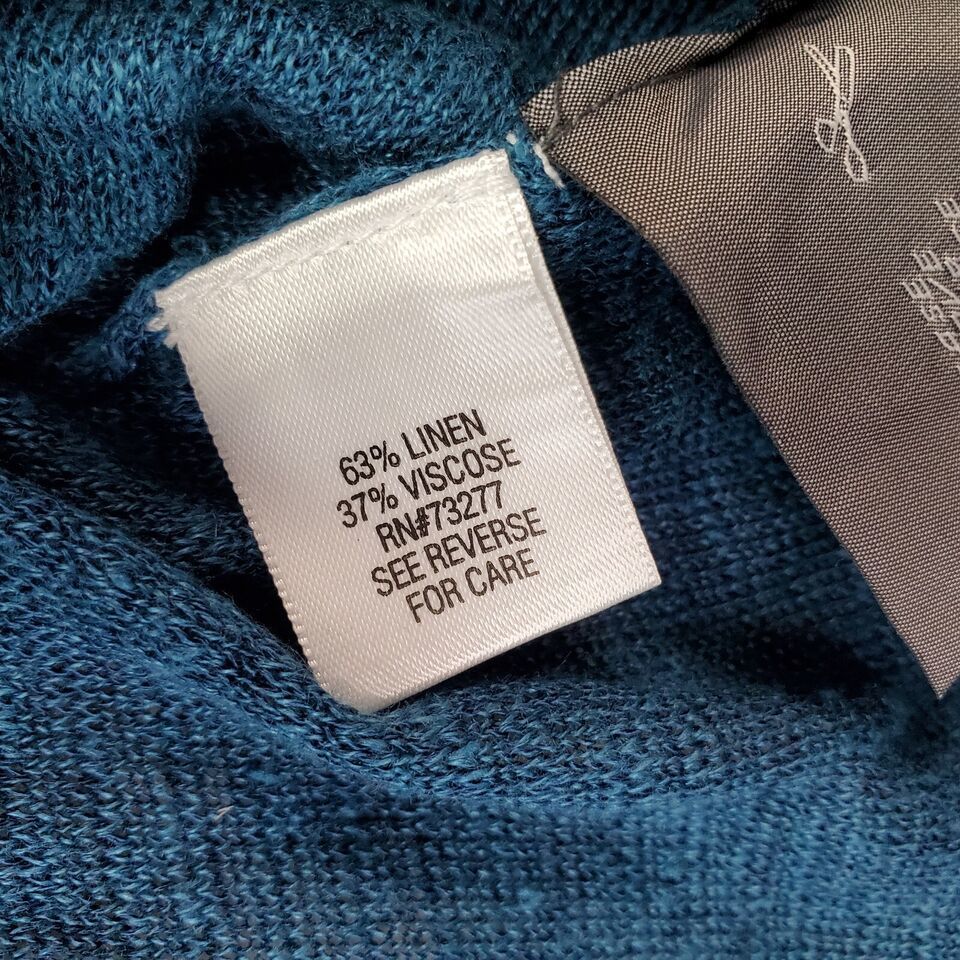 63% LINEN
37% VISCOSE
RN#73277
SEE REVERSE
FOR CARE